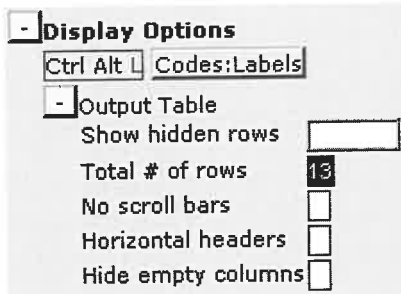 - Display Options
Ctrl Alt L Codes:Labels
- Output Table
Show hidden rows
Total # of rows 13
No scroll bars
Horizontal headers
Hide empty columns